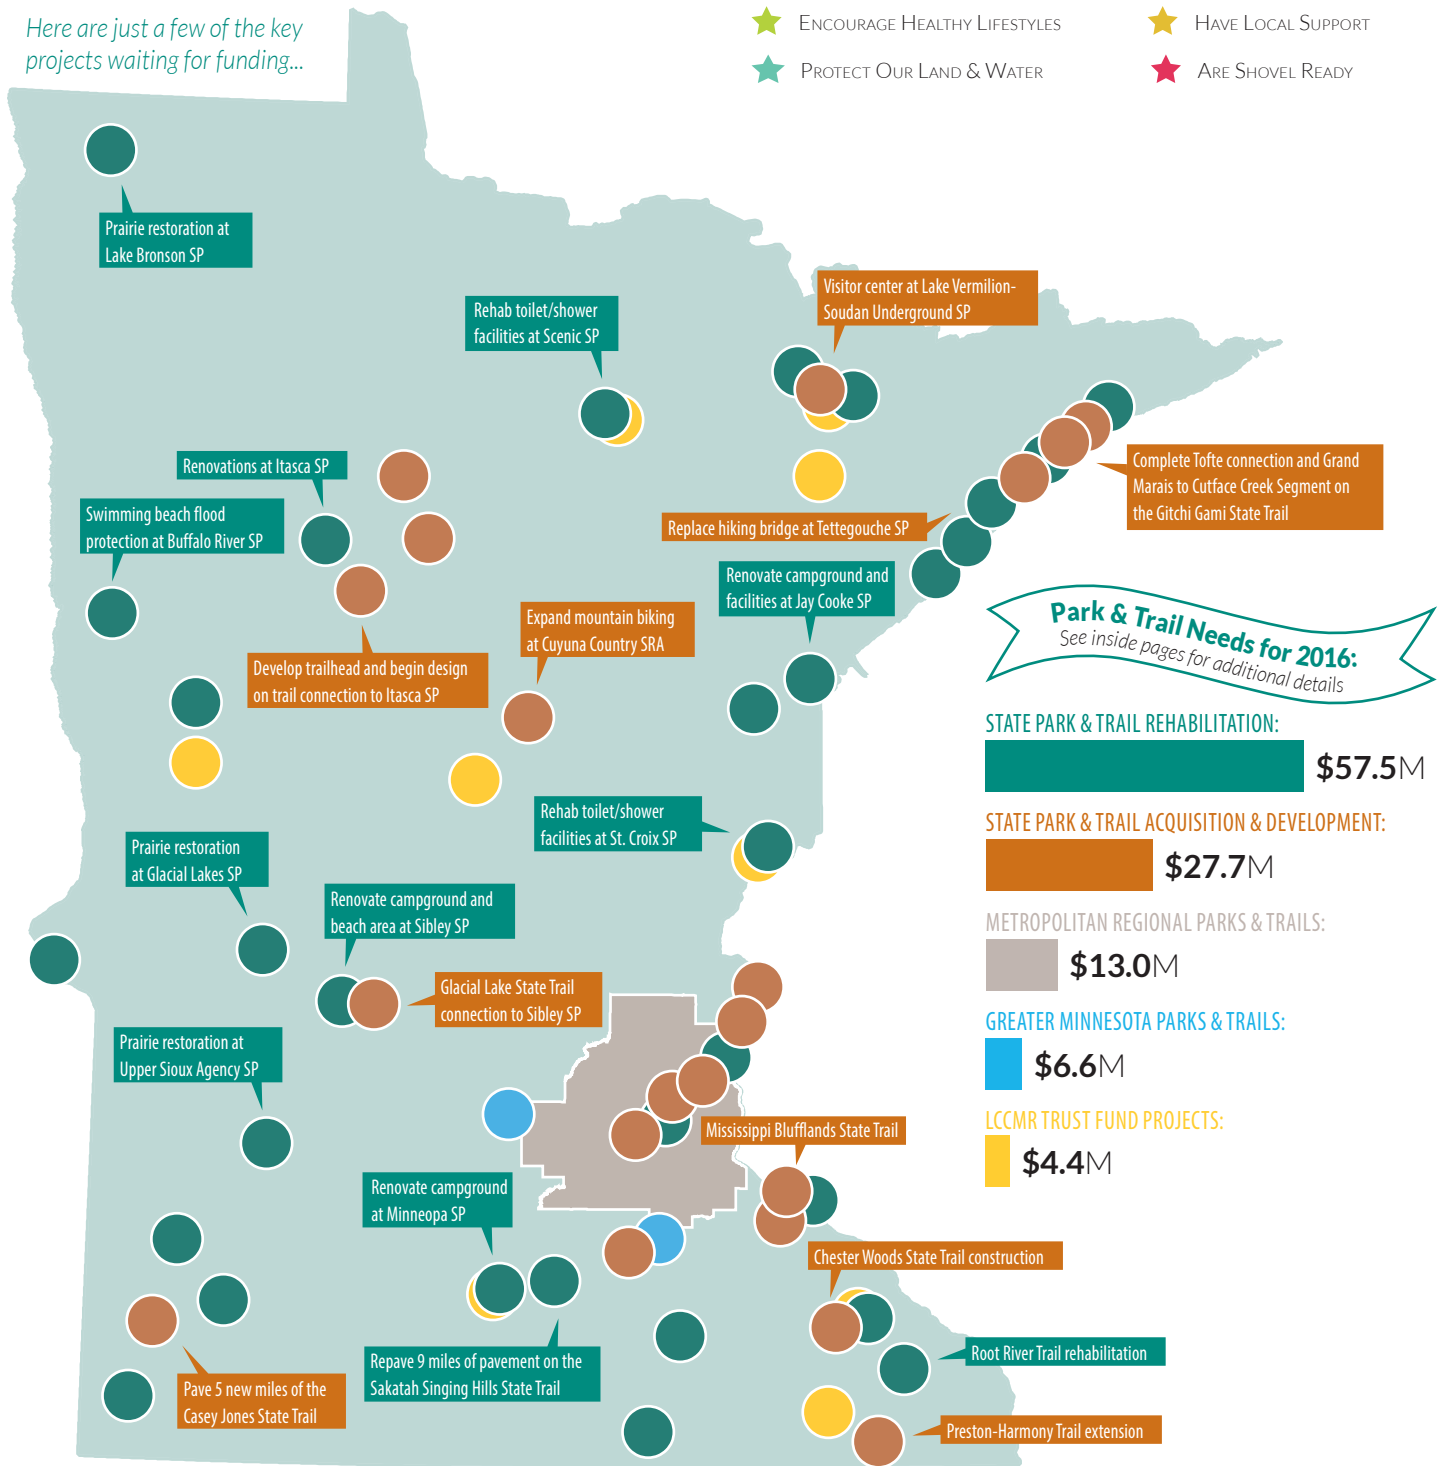 Here are just a few of the key
projects waiting for funding...
Encourage Healthy Lifestyles
Have Local Support
Protect Our Land & Water
Are Shovel Ready
Prairie restoration at
Lake Bronson SP
Visitor center at Lake Vermilion-
Soudan Underground SP
Rehab toilet/shower
facilities at Scenic SP
Renovations at Itasca SP
Complete Tofte connection and Grand
Marais to Cutface Creek Segment on
the Gitchi Gami State Trail
Swimming beach flood
protection at Buffalo River SP
Replace hiking bridge at Tettegouche SP
Renovate campground and
facilities at Jay Cooke SP
Expand mountain biking
at Cuyuna Country SRA
Develop trailhead and begin design
on trail connection to Itasca SP
Park & Trail Needs for 2016:
See inside pages for additional details
STATE PARK & TRAIL REHABILITATION:
$57.5M
STATE PARK & TRAIL ACQUISITION & DEVELOPMENT:
$27.7M
METROPOLITAN REGIONAL PARKS & TRAILS:
$13.0M
GREATER MINNESOTA PARKS & TRAILS:
$6.6M
LCCMR TRUST FUND PROJECTS:
$4.4M
Rehab toilet/shower
facilities at St. Croix SP
Prairie restoration
at Glacial Lakes SP
Renovate campground and
beach area at Sibley SP
Glacial Lake State Trail
connection to Sibley SP
Prairie restoration at
Upper Sioux Agency SP
Mississippi Blufflands State Trail
Renovate campground
at Minneopa SP
Chester Woods State Trail construction
Root River Trail rehabilitation
Repave 9 miles of pavement on the
Sakatah Singing Hills State Trail
Pave 5 new miles of the
Casey Jones State Trail
Preston-Harmony Trail extension